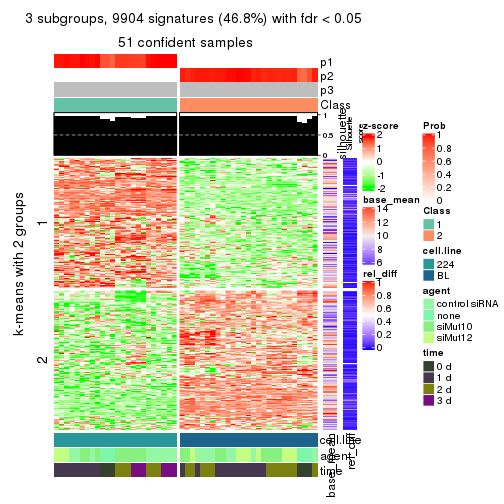 3 subgroups, 9904 signatures (46.8%) with fdr < 0.05
51 confident samples
p1
p2
p3
Class
1
0.5
0
silhouette
k-means with 2 groups
1
2
cell.line
agent
time
base_mean
rel_diff
z-score
2
1
0
-1
-2
base_mean
14
12
10
8
6
rel_diff
1
0.8
0.6
0.4
0.2
0
Prob
1
0.8
0.6
0.4
0.2
0
Class
1
2
cell.line
224
BL
agent
control siRNA
none
siMut10
siMut12
time
0 d
1 d
2 d
3 d